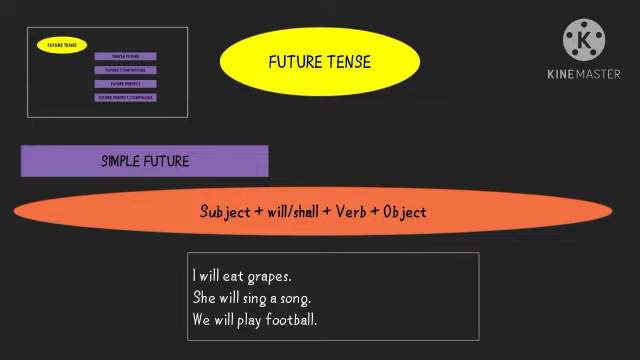 FUTURE TENSE
SIMPLE FUTURE
FUTURE CONTINUOUS
FUTURE PERFECT
FUTURE PERFECT CONTINUOUS
FUTURE TENSE
KINEMASTER
SIMPLE FUTURE
Subject + will/shall + Verb + Object
I will eat grapes.
She will sing a song.
We will play football.